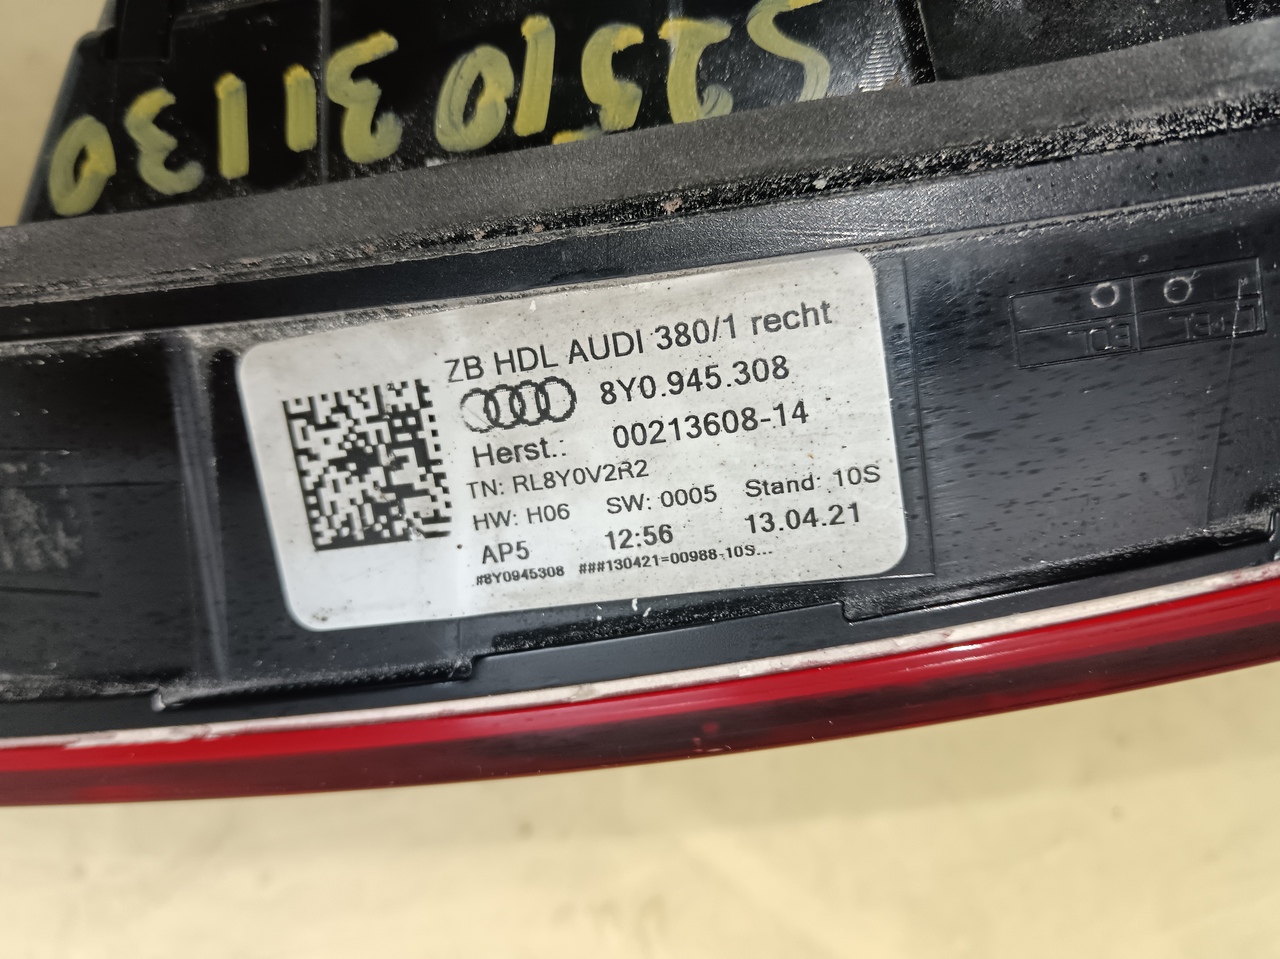 ZB HDL AUDI 380/1 recht
8Y0.945.308
Herst.: 00213608-14
TN: RL8Y0V2R2
HW: H06 SW: 0005 Stand: 10S
AP5 12:56 13.04.21
#8Y0945308 ###130421=00988-10S...